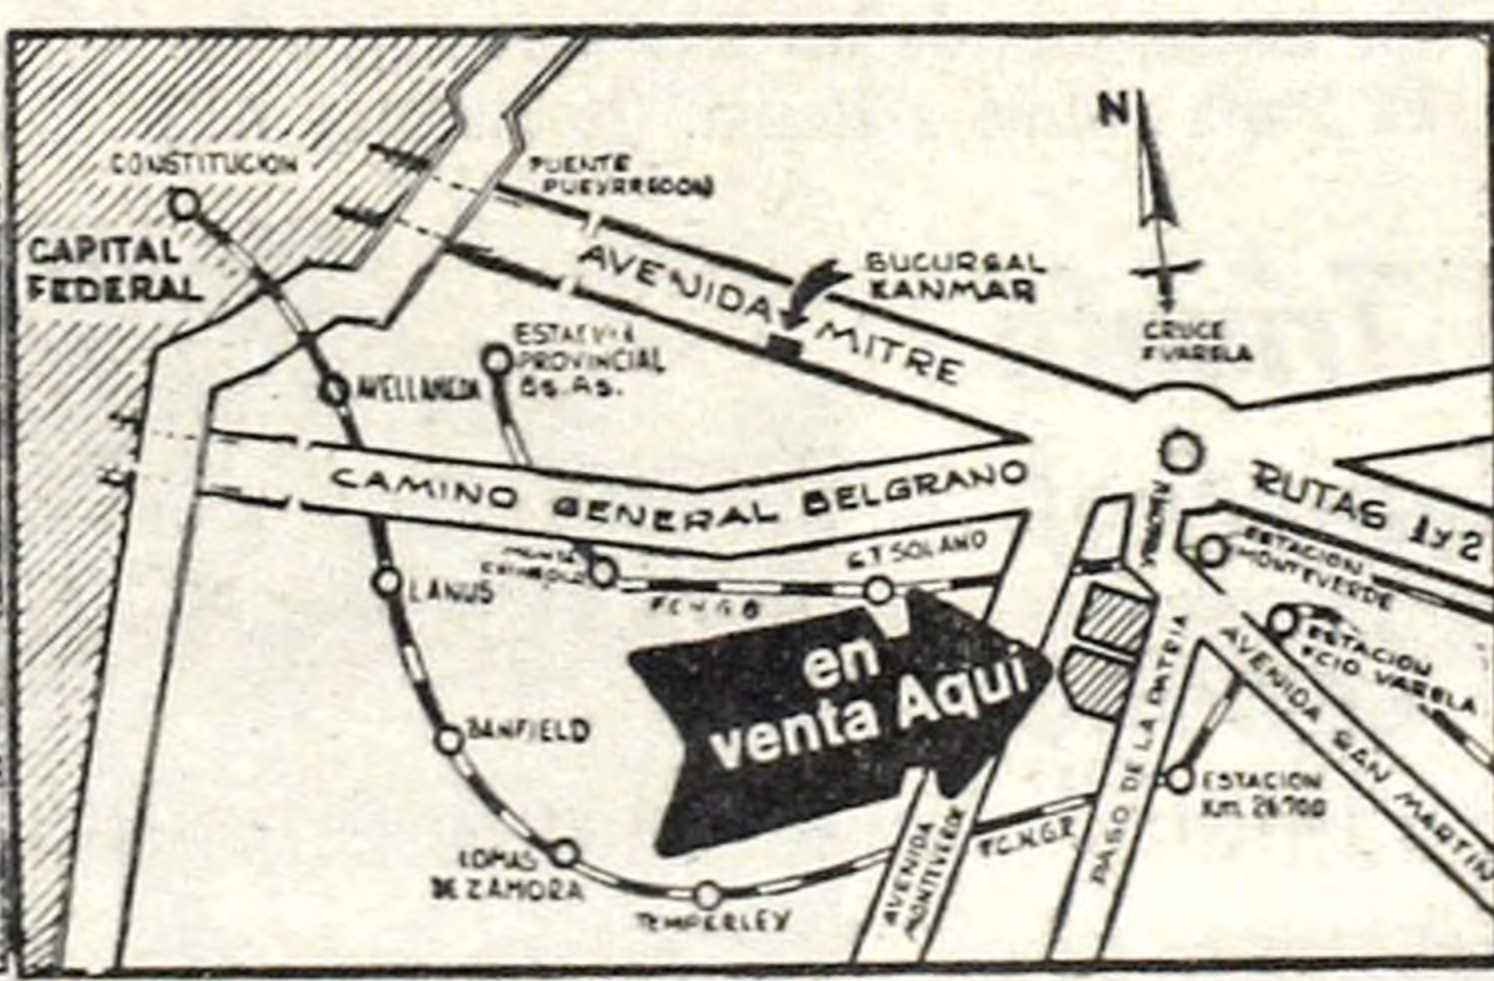 N
CONSTITUCION
CAPITAL
FEDERAL
PUENTE
PUEYRREDON
AVENIDA MITRE
SUCURSAL
KANMAR
CRUCE
F. VARELA
PROVINCIAL
Bs. As.
AVELLANEDA
CAMINO GENERAL BELGRANO
RUTAS 1 y 2
LANUS
F.C.N.G.B
S.F. SOLANO
ESTACION
MONTEVERDE
ESTACION
FCIO VARELA
en
venta Aquí
BANFIELD
LOMAS
DE ZAMORA
TEMPERLEY
AVENIDA
MONTEVERDE
F.C.N.G.R
PASO DE LA PATRIA
AVENIDA SAN MARTIN
ESTACION
Km. 26.700